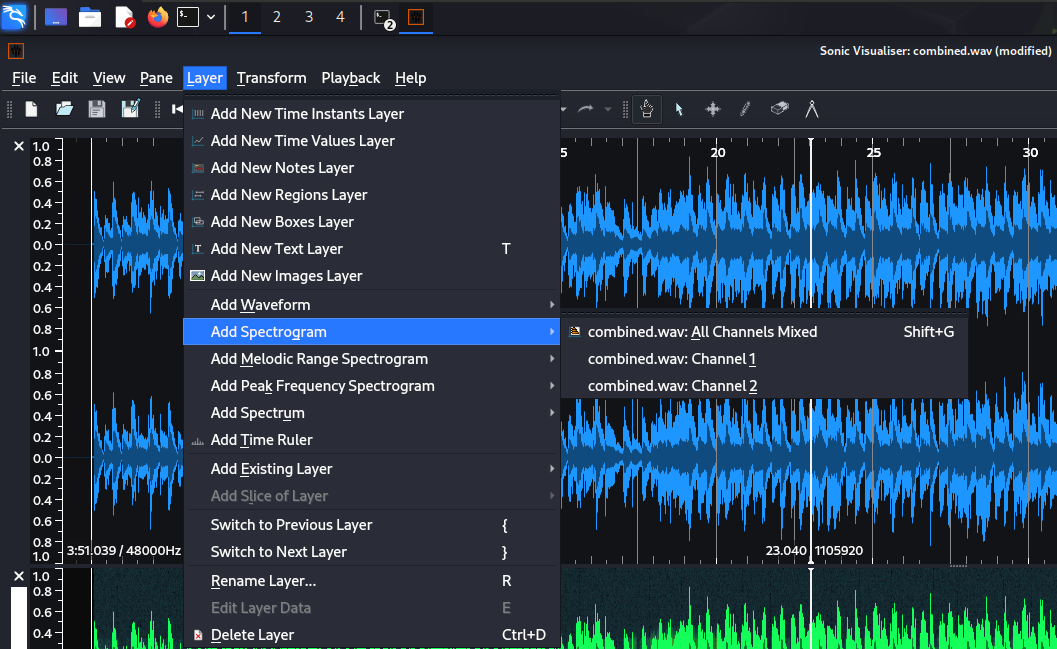 1 2 3 4 2
Sonic Visualiser: combined.wav (modified)
File Edit View Pane Layer Transform Playback Help
Add New Time Instants Layer
Add New Time Values Layer
Add New Notes Layer
Add New Regions Layer
Add New Boxes Layer
Add New Text Layer T
Add New Images Layer
Add Waveform
Add Spectrogram
Add Melodic Range Spectrogram
Add Peak Frequency Spectrogram
Add Spectrum
Add Time Ruler
Add Existing Layer
Add Slice of Layer
Switch to Previous Layer {
Switch to Next Layer }
Rename Layer... R
Edit Layer Data E
Delete Layer Ctrl+D
combined.wav: All Channels Mixed Shift+G
combined.wav: Channel 1
combined.wav: Channel 2
5 20 25 30
1.0
0.8
0.6
0.4
0.2
0.0
0.2
0.4
0.6
0.8
1.0
0.8
0.6
0.4
0.2
0.0
0.2
0.4
0.6
0.8
1.0
3:51.039 / 48000Hz
23.040 1105920
1.0
0.8
0.6
0.4